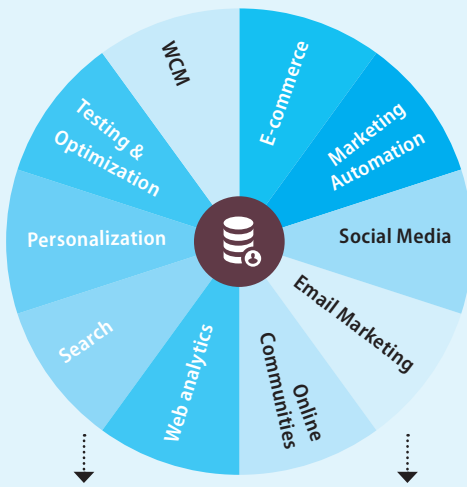 WCM
E-commerce
Marketing
Automation
Social Media
Email Marketing
Online
Communities
Web analytics
Search
Personalization
Testing &
Optimization